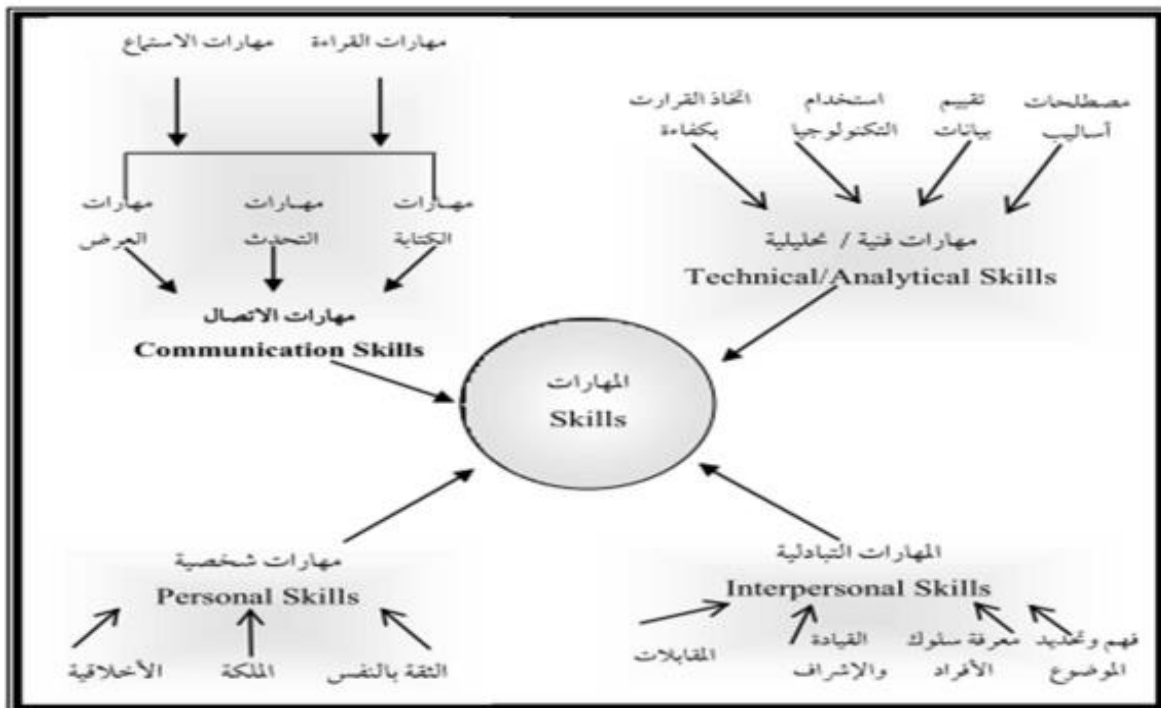 مهارات القراءة
مهارات الاستماع
مهارات
الكتابة
مهارات
التحدث
مهارات
العرض
مهارات الاتصال
Communication Skills
مصطلحات
أساليب
تقييم
بيانات
استخدام
التكنولوجيا
اتخاذ القرارت
بكفاءة
مهارات فنية / تحليلية
Technical/Analytical Skills
المهارات
Skills
مهارات شخصية
Personal Skills
الثقة بالنفس
الملكة
الأخلاقية
المهارات التبادلية
Interpersonal Skills
فهم وتحديد
الموضوع
معرفة سلوك
الأفراد
القيادة
والإشراف
المقابلات